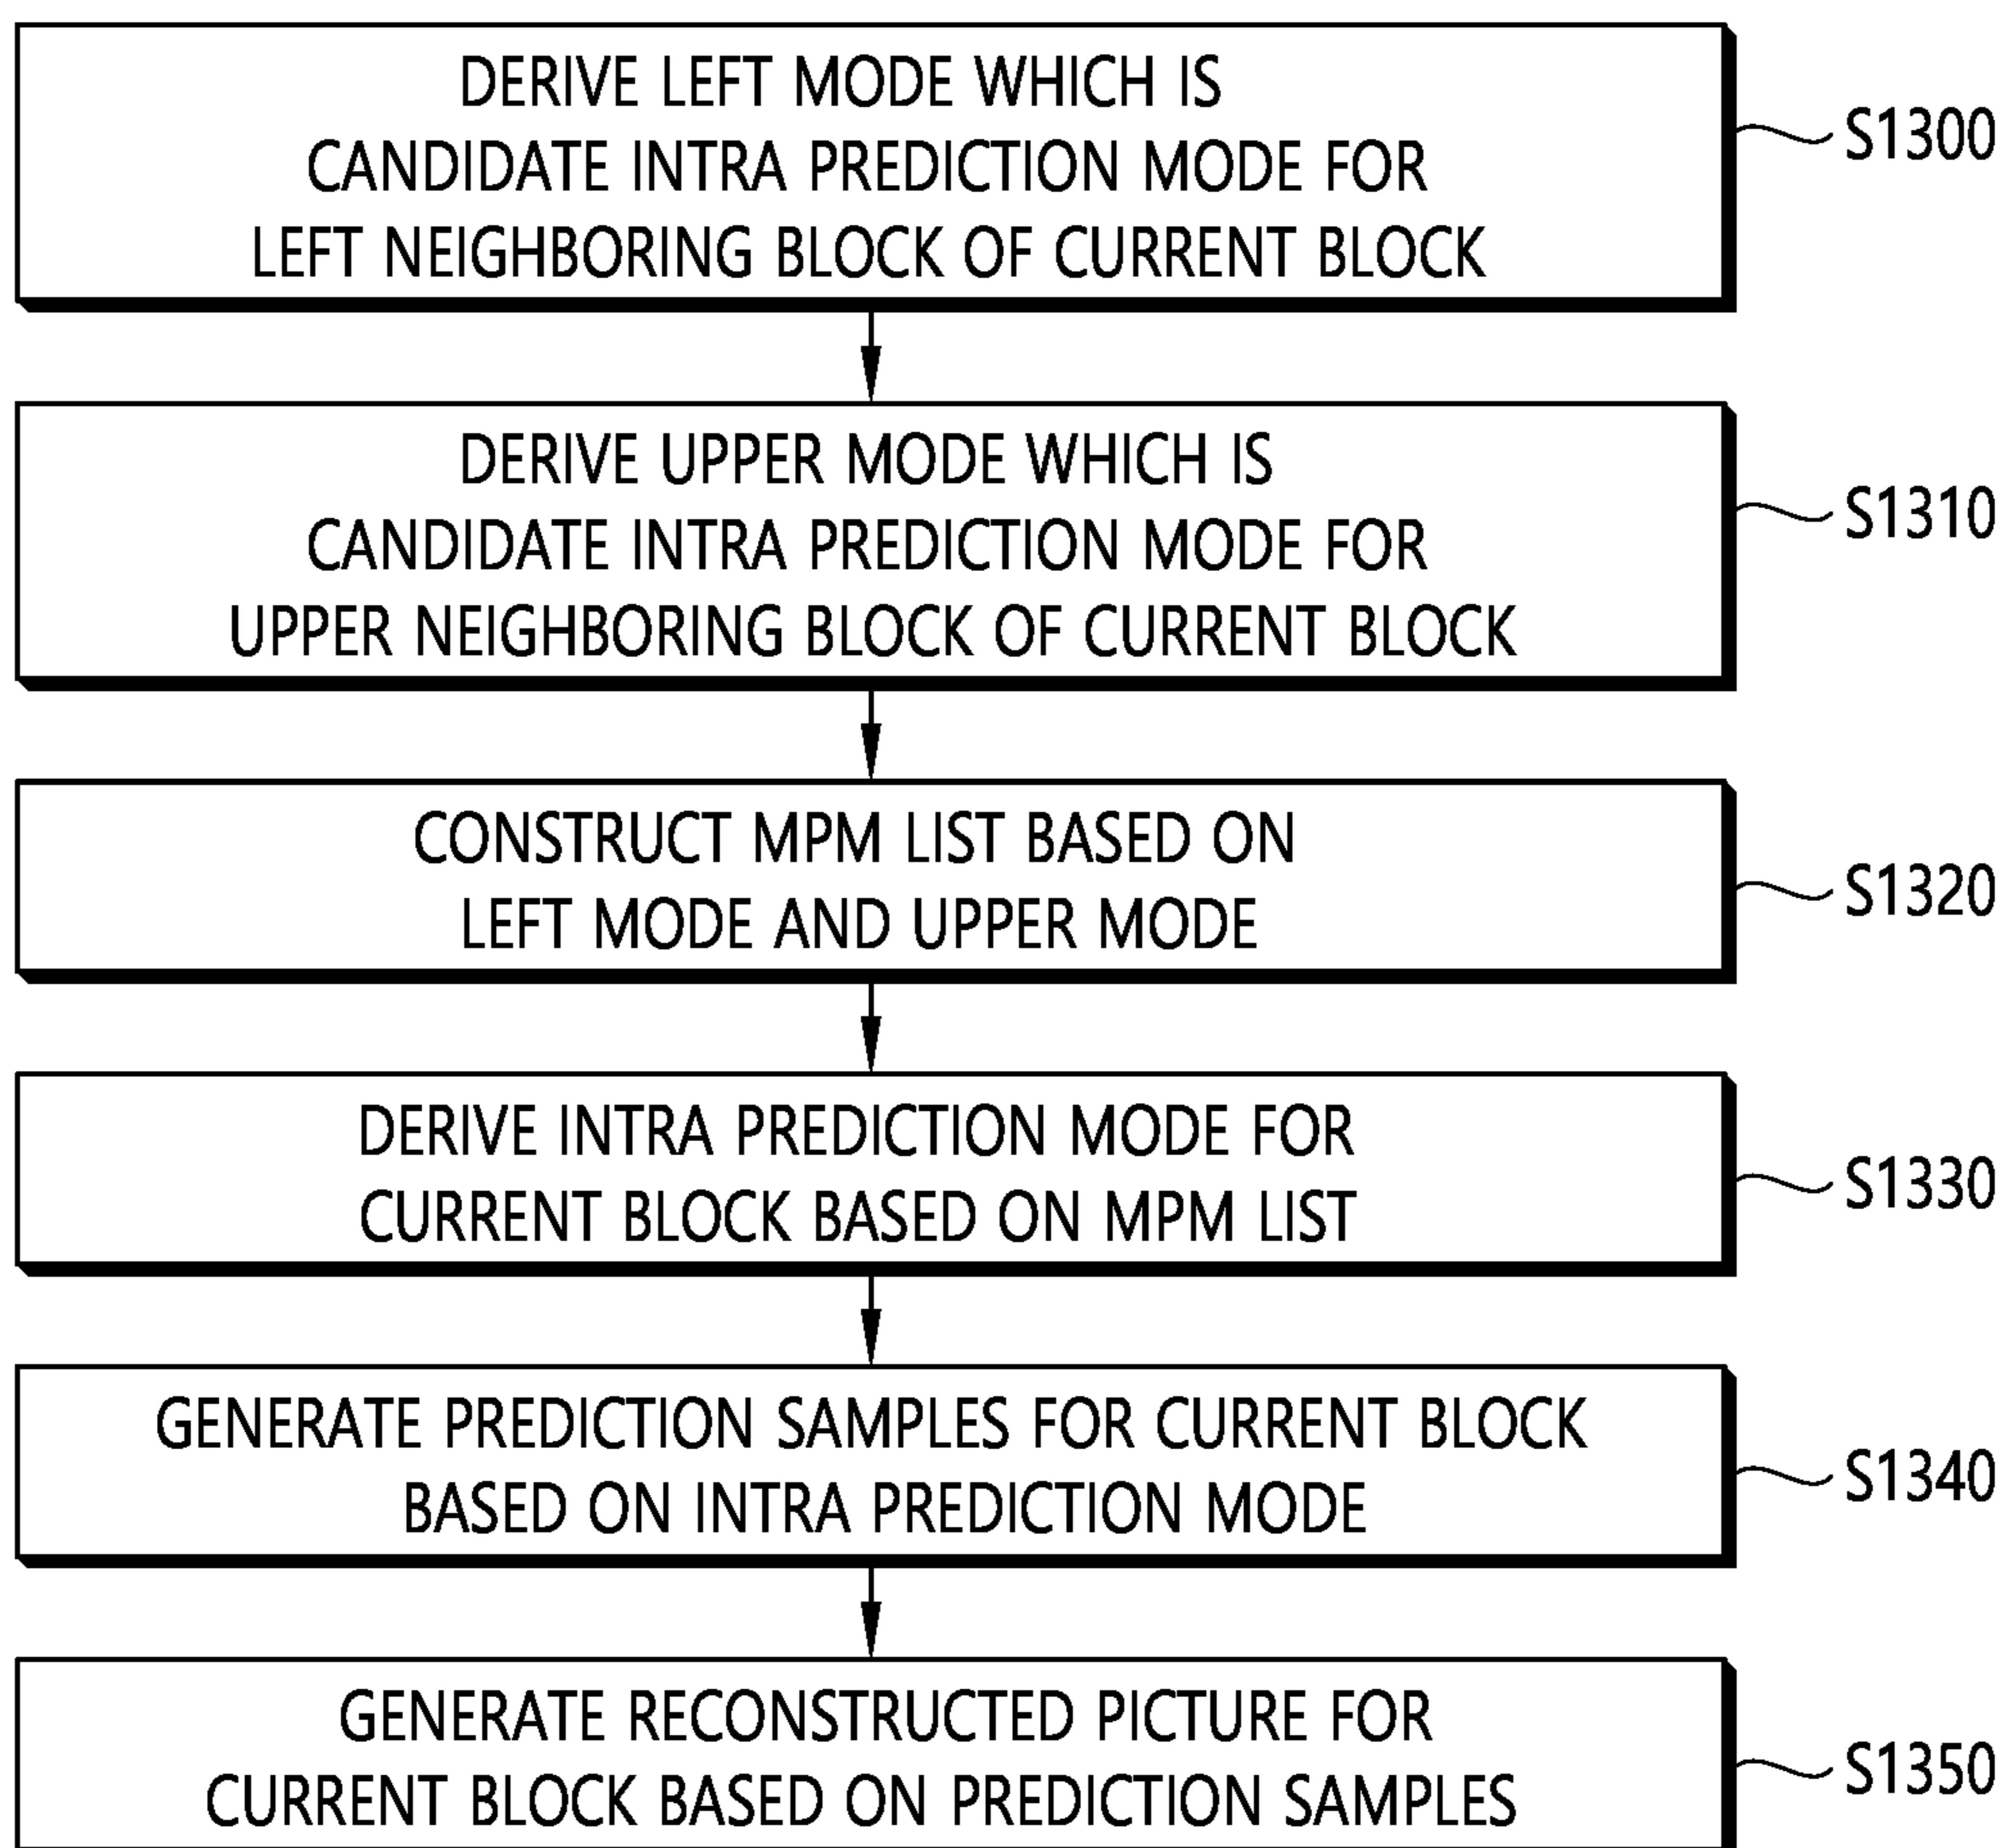 DERIVE LEFT MODE WHICH IS
CANDIDATE INTRA PREDICTION MODE FOR
LEFT NEIGHBORING BLOCK OF CURRENT BLOCK
S1300
DERIVE UPPER MODE WHICH IS
CANDIDATE INTRA PREDICTION MODE FOR
UPPER NEIGHBORING BLOCK OF CURRENT BLOCK
S1310
CONSTRUCT MPM LIST BASED ON
LEFT MODE AND UPPER MODE
S1320
DERIVE INTRA PREDICTION MODE FOR
CURRENT BLOCK BASED ON MPM LIST
S1330
GENERATE PREDICTION SAMPLES FOR CURRENT BLOCK
BASED ON INTRA PREDICTION MODE
S1340
GENERATE RECONSTRUCTED PICTURE FOR
CURRENT BLOCK BASED ON PREDICTION SAMPLES
S1350